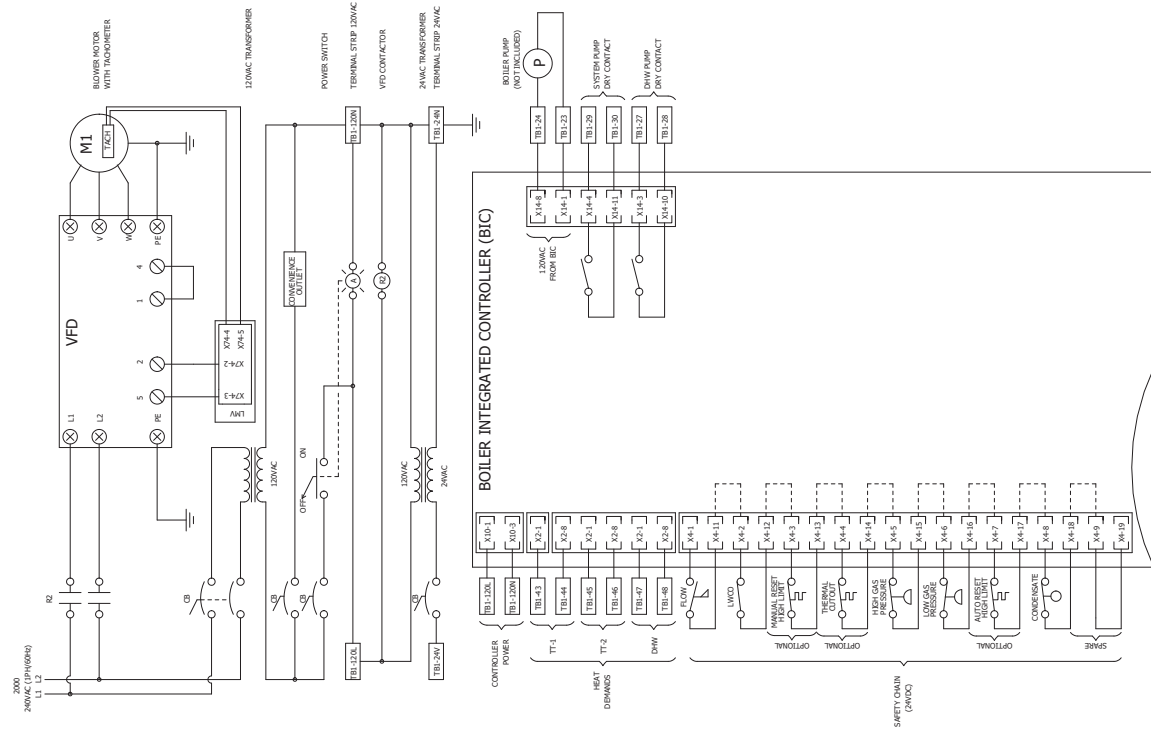 2000
240VAC (1PH/60Hz)
L1
L2
R2
CB
CB
CB
CB
L1
L2
PE
VFD
5
2
1
4
U
V
W
PE
M1
TACH
LMV
X74-3
X74-2
X74-4
X74-5
120VAC
OFF
ON
CONVENIENCE
OUTLET
A
R2
120VAC
24VAC
TB1-120L
TB1-24V
TB1-120N
TB1-24N
BLOWER MOTOR
WITH TACHOMETER
120VAC TRANSFORMER
POWER SWITCH
TERMINAL STRIP 120VAC
VFD CONTACTOR
24VAC TRANSFORMER
TERMINAL STRIP 24VAC
BOILER INTEGRATED CONTROLLER (BIC)
BOILER PUMP
(NOT INCLUDED)
P
SYSTEM PUMP
DRY CONTACT
DHW PUMP
DRY CONTACT
TB1-24
TB1-23
TB1-29
TB1-30
TB1-27
TB1-28
X14-8
X14-1
X14-4
X14-11
X14-3
X14-10
120VAC
FROM BIC
X10-1
X10-3
X2-1
X2-8
X2-1
X2-8
X2-1
X2-8
X4-1
X4-11
X4-2
X4-12
X4-3
X4-13
X4-4
X4-14
X4-5
X4-15
X4-6
X4-16
X4-7
X4-17
X4-8
X4-18
X4-9
X4-19
TB1-120L
TB1-120N
TB1-43
TB1-44
TB1-45
TB1-46
TB1-47
TB1-48
FLOW
LWCO
MANUAL RESET
HIGH LIMIT
THERMAL
CUTOUT
HIGH GAS
PRESSURE
LOW GAS
PRESSURE
AUTO RESET
HIGH LIMIT
CONDENSATE
CONTROLLER
POWER
TT-1
TT-2
DHW
OPTIONAL
OPTIONAL
OPTIONAL
SPARE
HEAT
DEMANDS
SAFETY CHAIN
(24VDC)